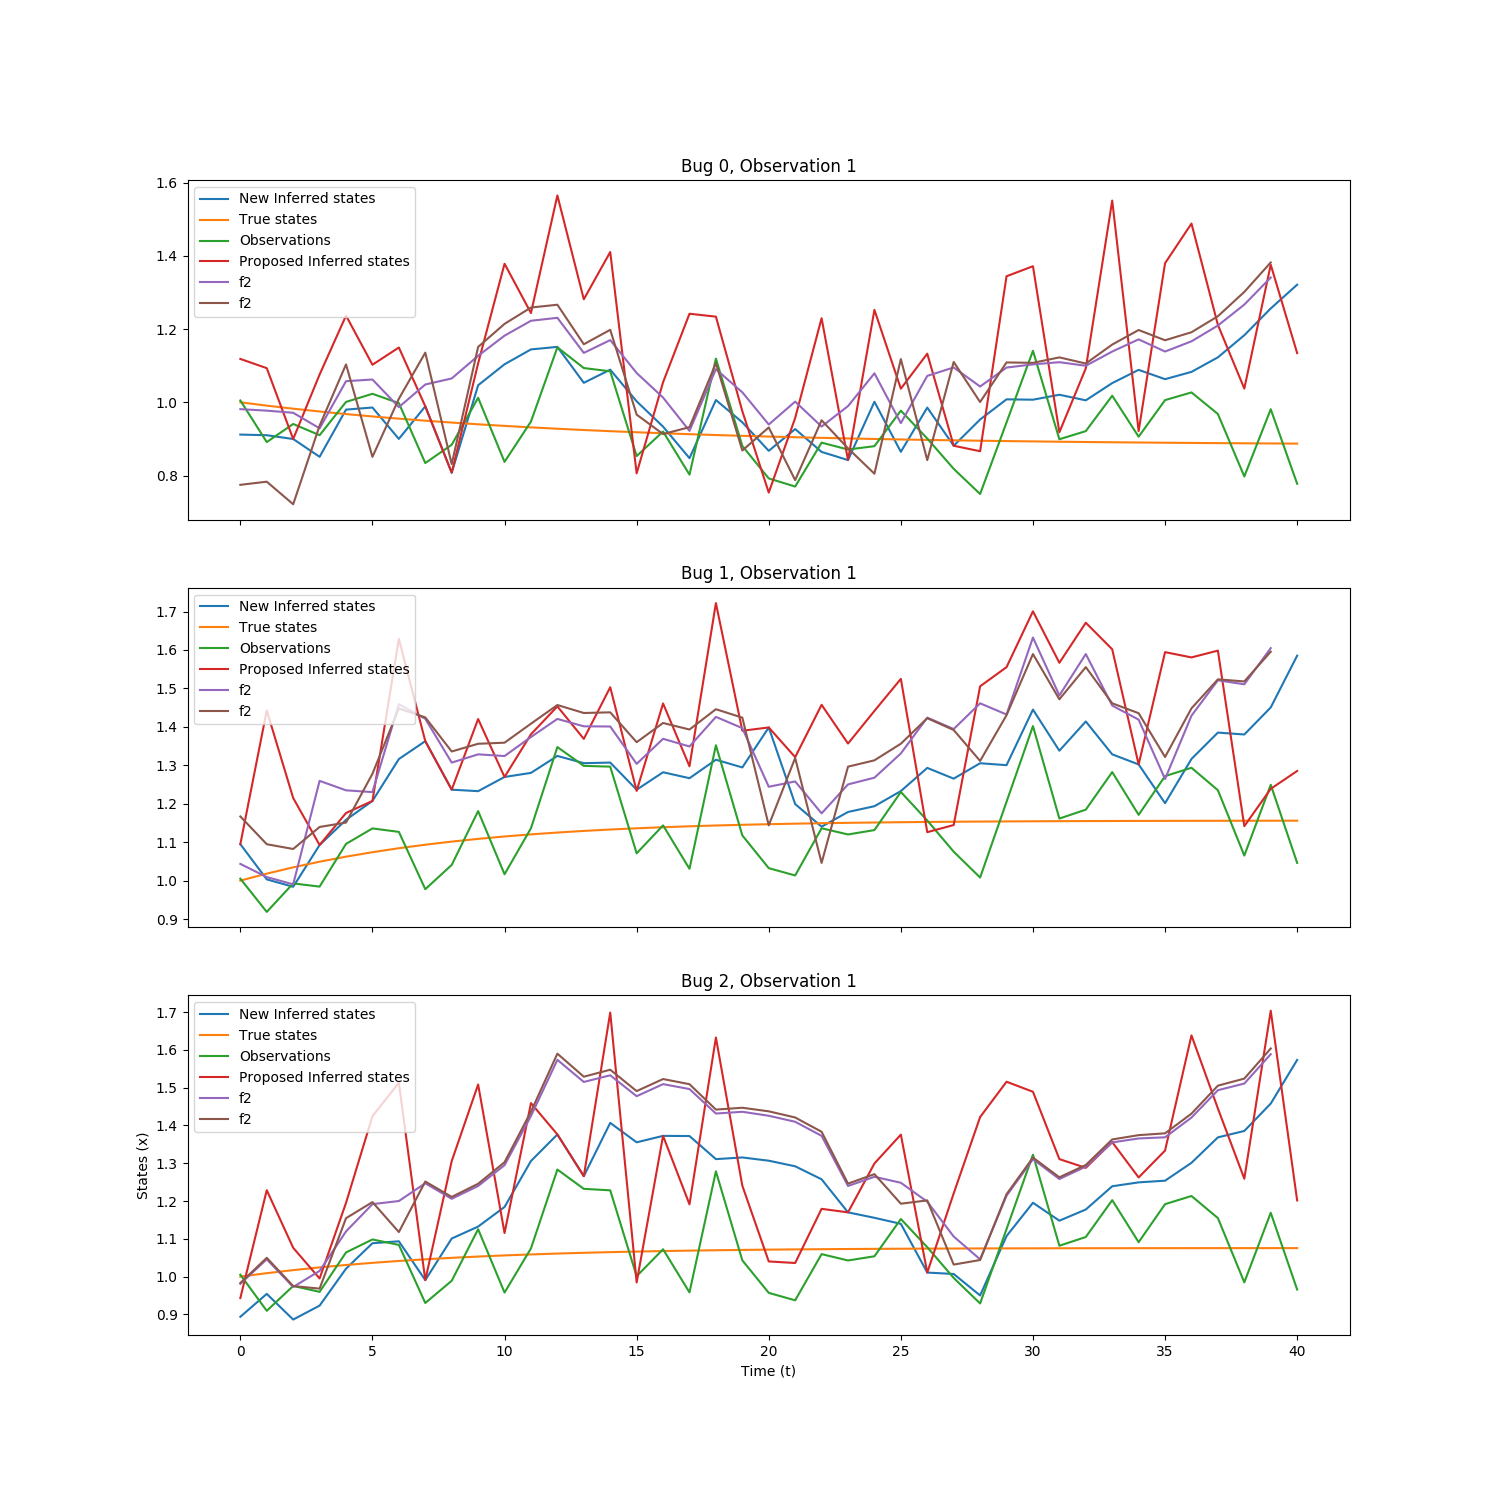 Bug 0, Observation 1
1.6
1.4
1.2
1.0
0.8
New Inferred states
True states
Observations
Proposed Inferred states
f2
f2
Bug 1, Observation 1
1.7
1.6
1.5
1.4
1.3
1.2
1.1
1.0
0.9
New Inferred states
True states
Observations
Proposed Inferred states
f2
f2
Bug 2, Observation 1
1.7
1.6
1.5
1.4
1.3
1.2
1.1
1.0
0.9
New Inferred states
True states
Observations
Proposed Inferred states
f2
f2
States (x)
0 5 10 15 20 25 30 35 40
Time (t)